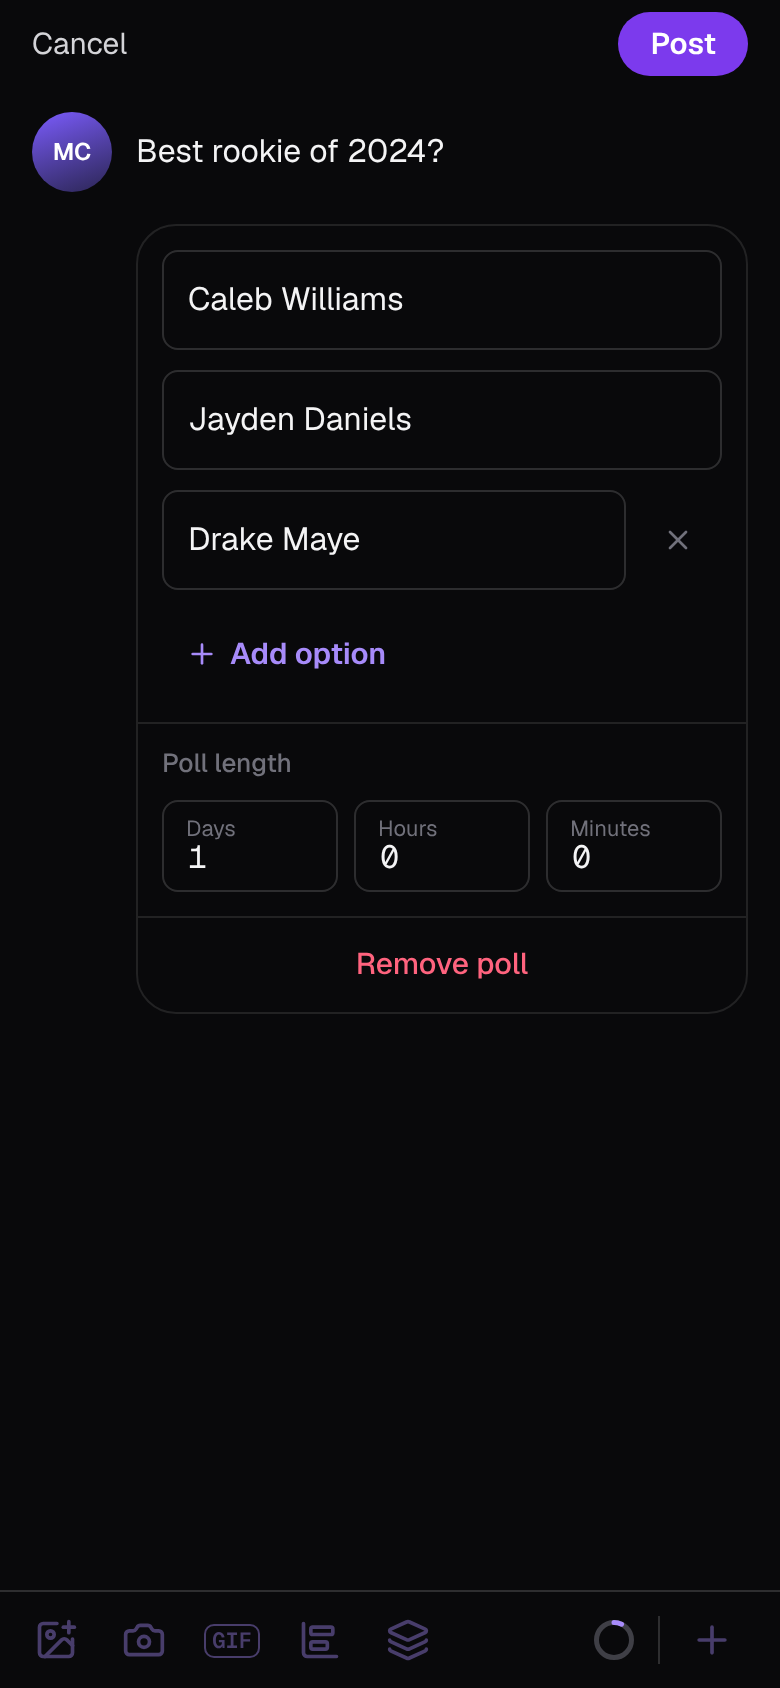 Cancel
Post
MC
Best rookie of 2024?
Caleb Williams
Jayden Daniels
Drake Maye
Add option
Poll length
Days
Hours
Minutes
1
0
0
Remove poll
GIF